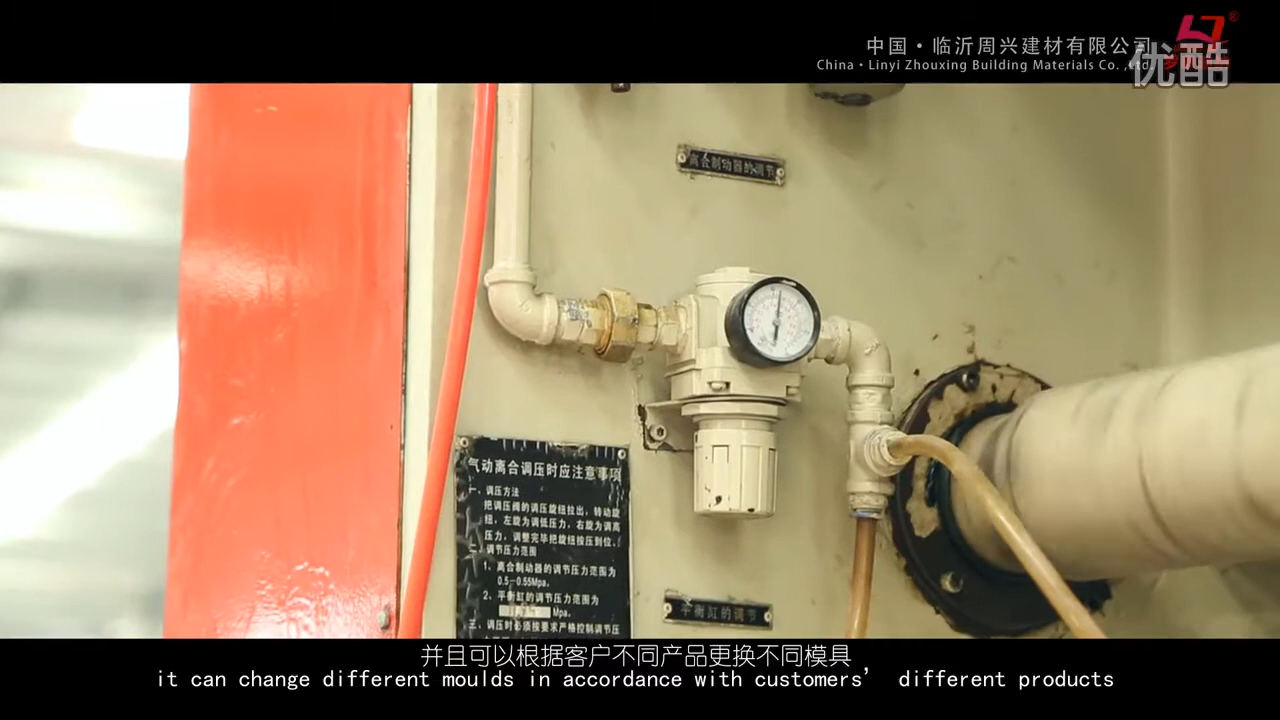 中国·临沂周兴建材有限公司
China·Linyi Zhouxing Building Materials Co. ,Ltd
优酷
离合制动器的调节
气动离合调压时应注意事项
一、调压方法
把调压阀的调压旋纽拉出，转动旋
纽，左旋为调低压力，右旋为调高
压力，调整完毕把旋纽按压到位。
二、调节压力范围
1、离合制动器的调节压力范围为
0.5-0.55Mpa。
2、平衡缸的调节压力范围为
Mpa。
三、调压时必须按要求严格控制调节压
平衡缸的调节
并且可以根据客户不同产品更换不同模具
it can change different moulds in accordance with customers' different products